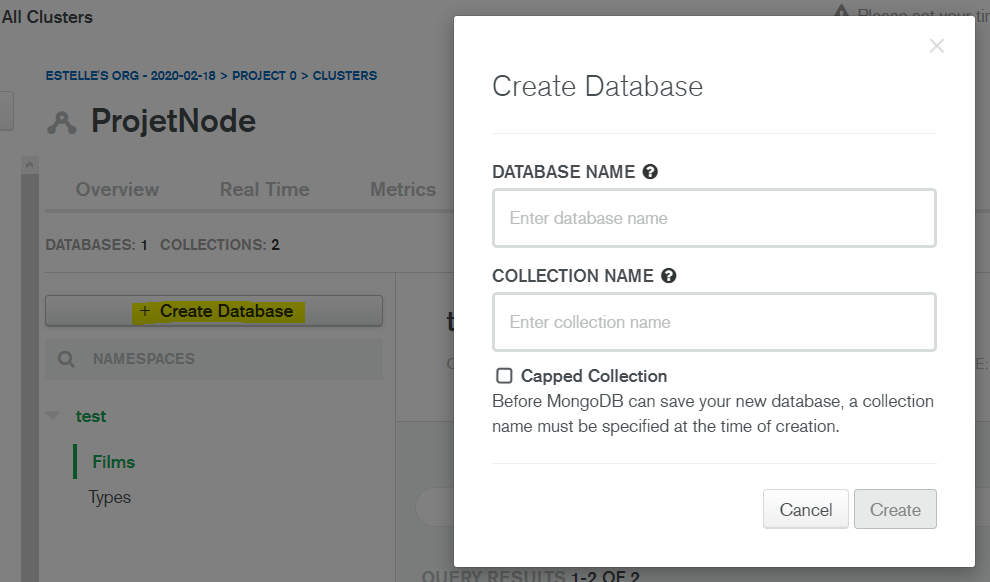 All Clusters
Please set your
ESTELLE'S ORG - 2020-02-18 > PROJECT 0 > CLUSTERS
ProjetNode
Overview Real Time Metrics
DATABASES: 1 COLLECTIONS: 2
+ Create Database
NAMESPACES
test
Films
Types
QUERY RESULTS 1-2 OF 2
Create Database
DATABASE NAME
Enter database name
COLLECTION NAME
Enter collection name
Capped Collection
Before MongoDB can save your new database, a collection
name must be specified at the time of creation.
Cancel Create